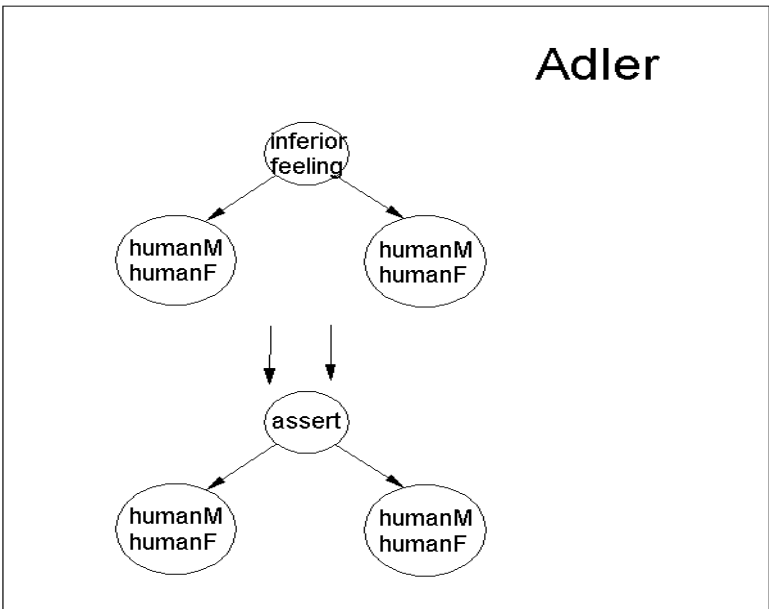 Adler
inferior
feeling
humanM
humanF
humanM
humanF
assert
humanM
humanF
humanM
humanF